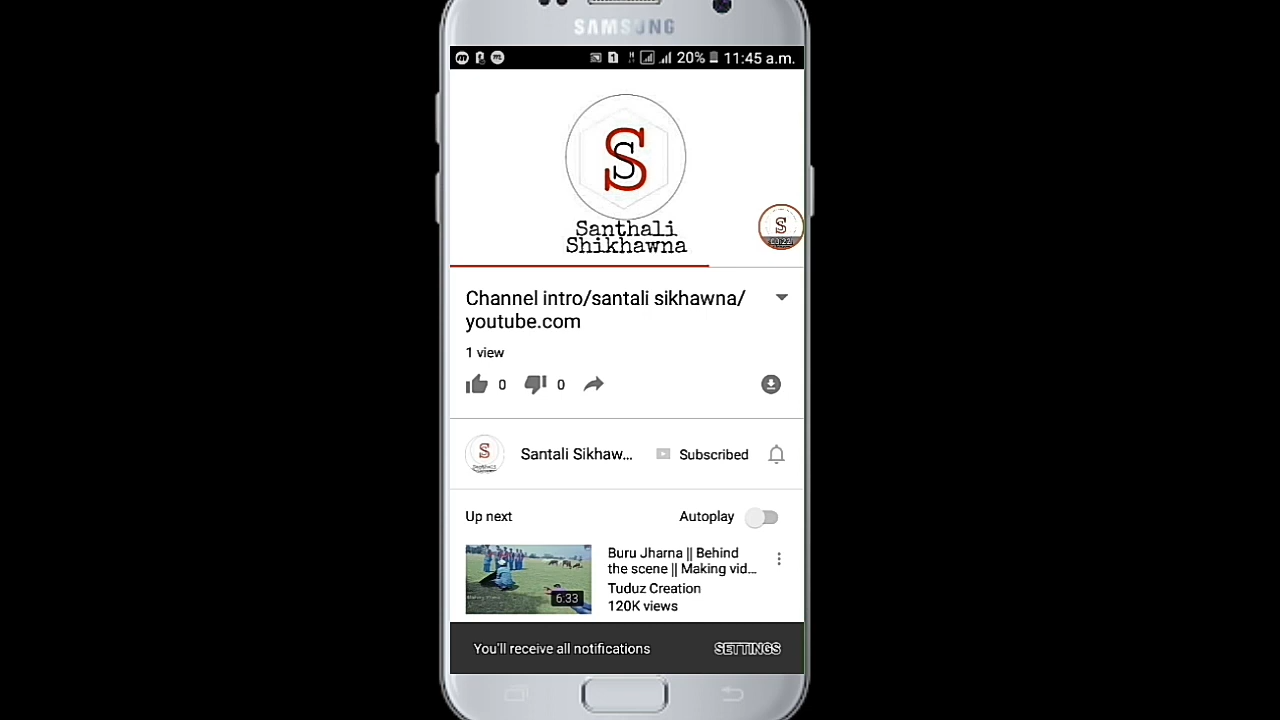 SAMSUNG
20% 11:45 a.m.
S
S
Santhali
Shikhawna
S
Channel intro/santali sikhawna/
youtube.com
1 view
0 0
S
Santali Sikhaw... Subscribed
Up next Autoplay
Buru Jharna || Behind
the scene || Making vid...
6:33
Tuduz Creation
120K views
You'll receive all notifications SETTINGS